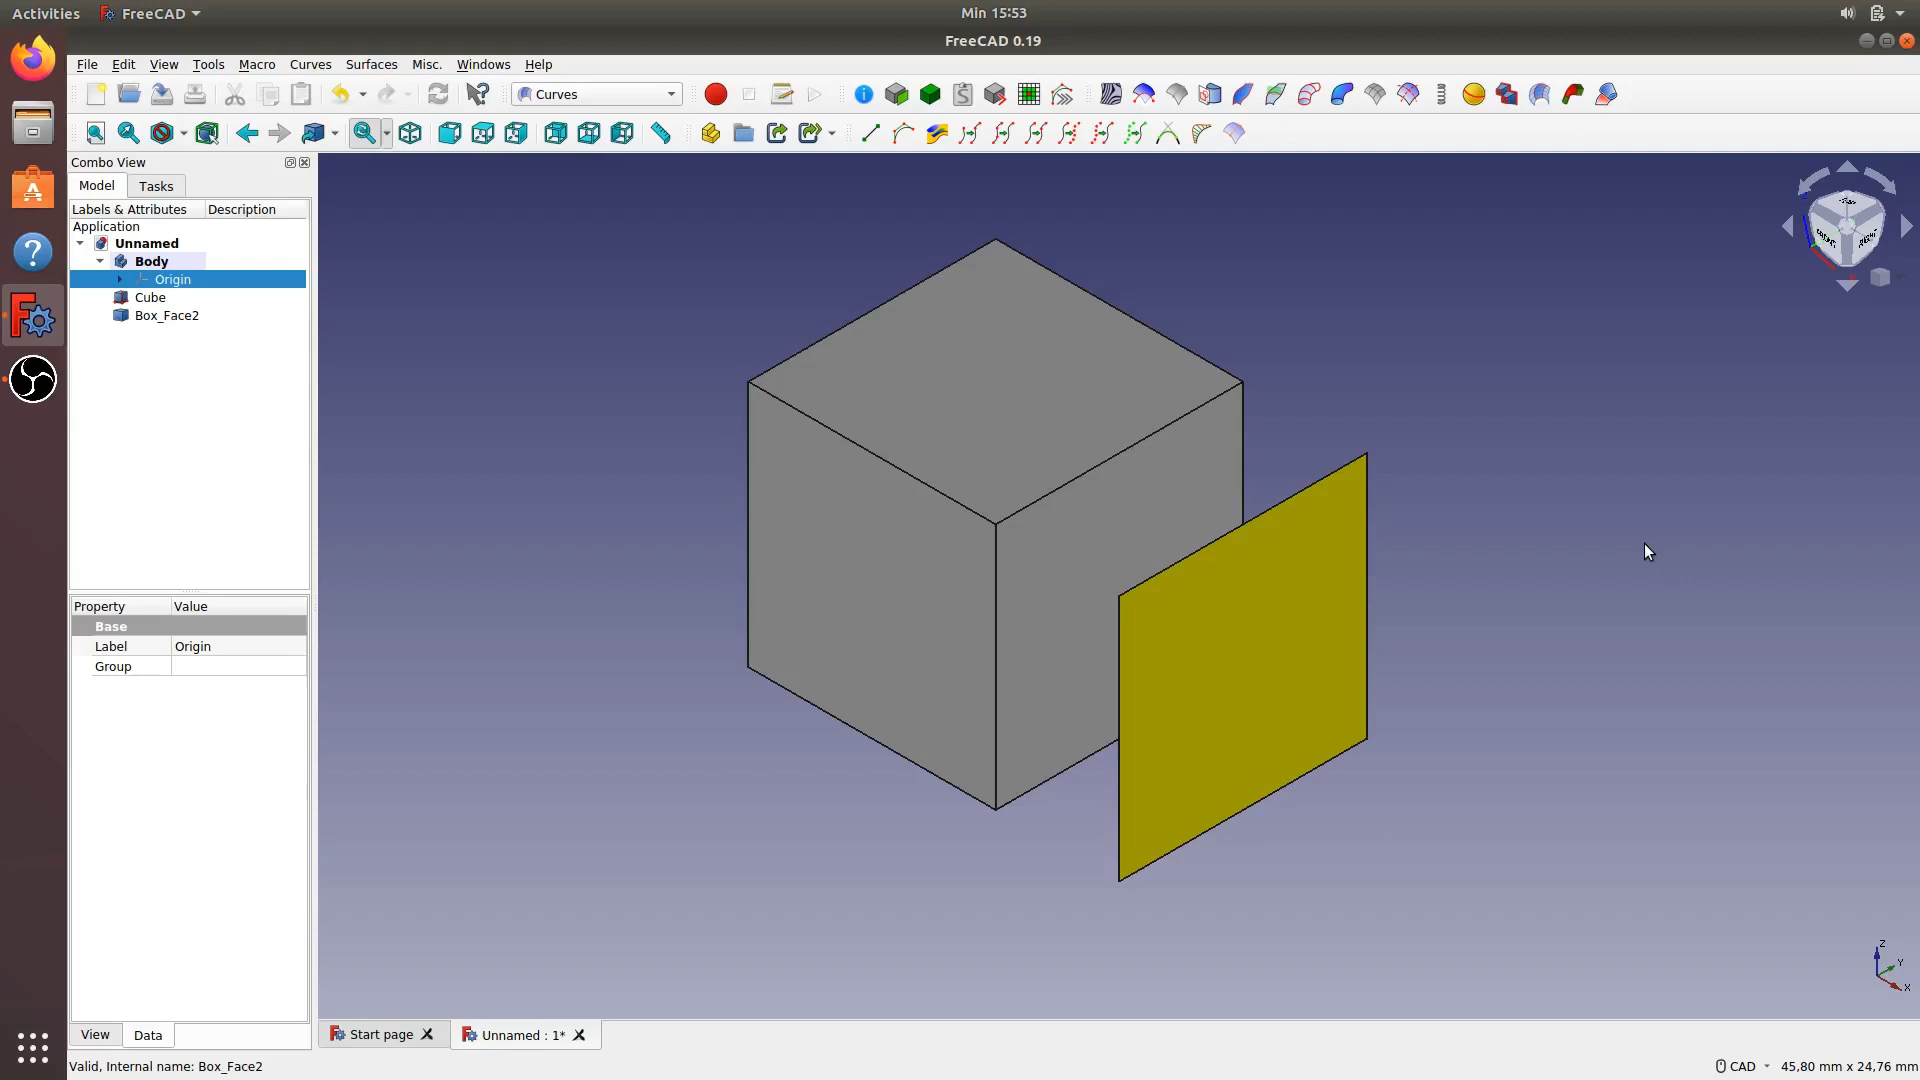 Activities FreeCAD Min 15:53
FreeCAD 0.19
File Edit View Tools Macro Curves Surfaces Misc. Windows Help
Curves
Combo View
Model Tasks
Labels & Attributes Description
Application
Unnamed
Body
Origin
Cube
Box_Face2
Property Value
Base
Label Origin
Group
View Data
Start page Unnamed : 1*
Z
Y
X
Valid, Internal name: Box_Face2 CAD 45,80 mm x 24,76 mm